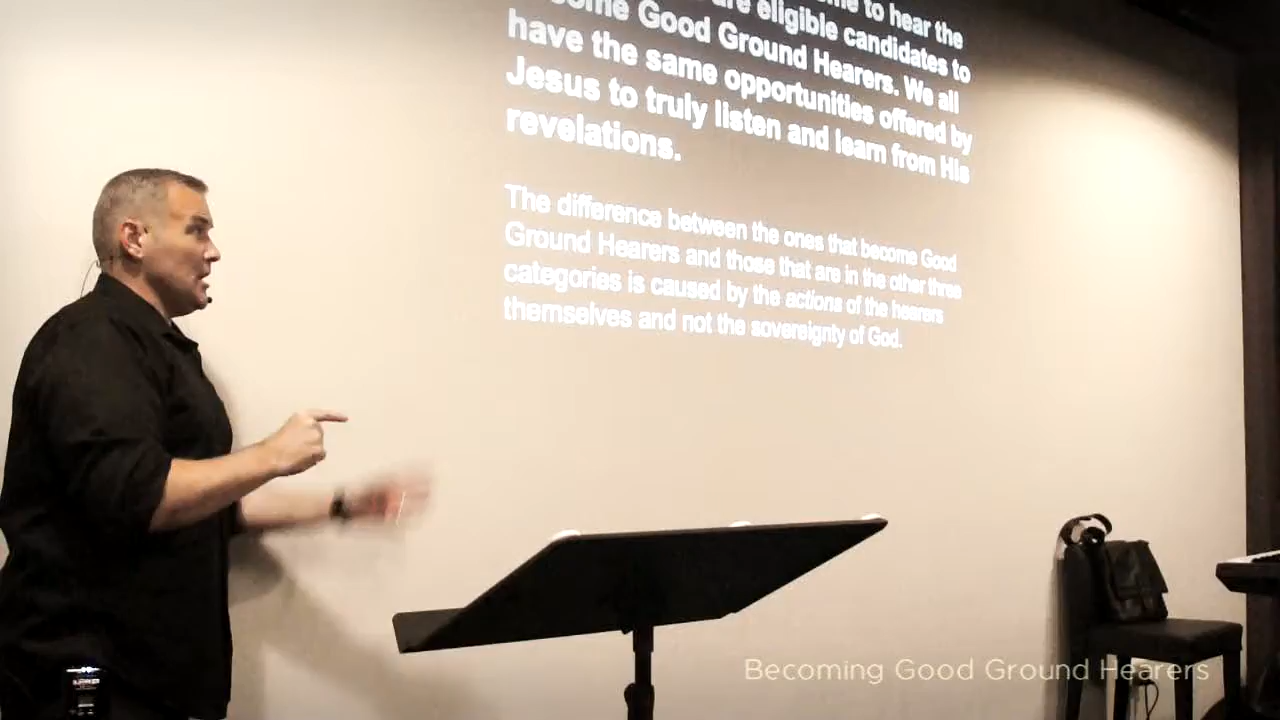 to hear the
are eligible candidates to
Good Ground Hearers. We all
have the same opportunities offered by
Jesus to truly listen and learn from His
revelations.
The difference between the ones that become Good
Ground Hearers and those that are in the other three
categories is caused by the actions of the hearers
themselves and not the sovereignty of God.
Becoming Good Ground Hearers